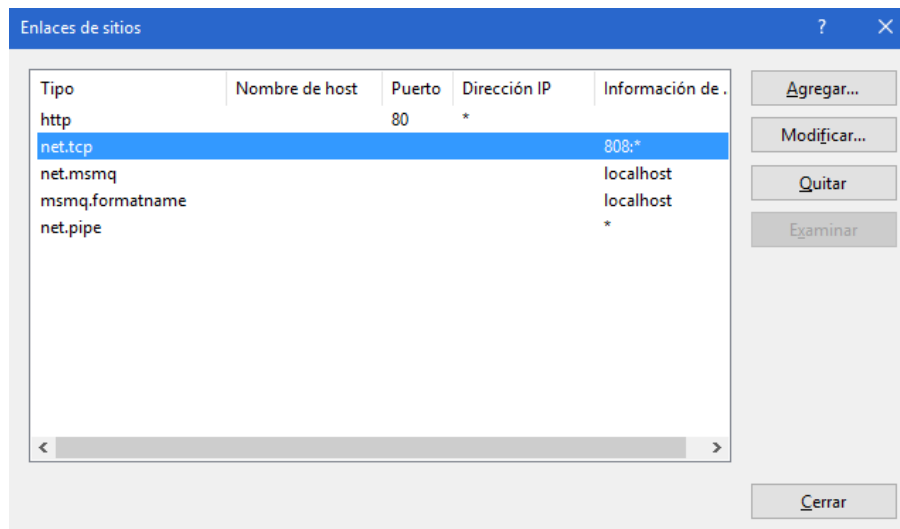 Enlaces de sitios ?
Tipo Nombre de host Puerto Dirección IP Información de .
http 80 *
net.tcp 808:*
net.msmq localhost
msmq.formatname localhost
net.pipe *
Agregar...
Modificar...
Quitar
Examinar
Cerrar